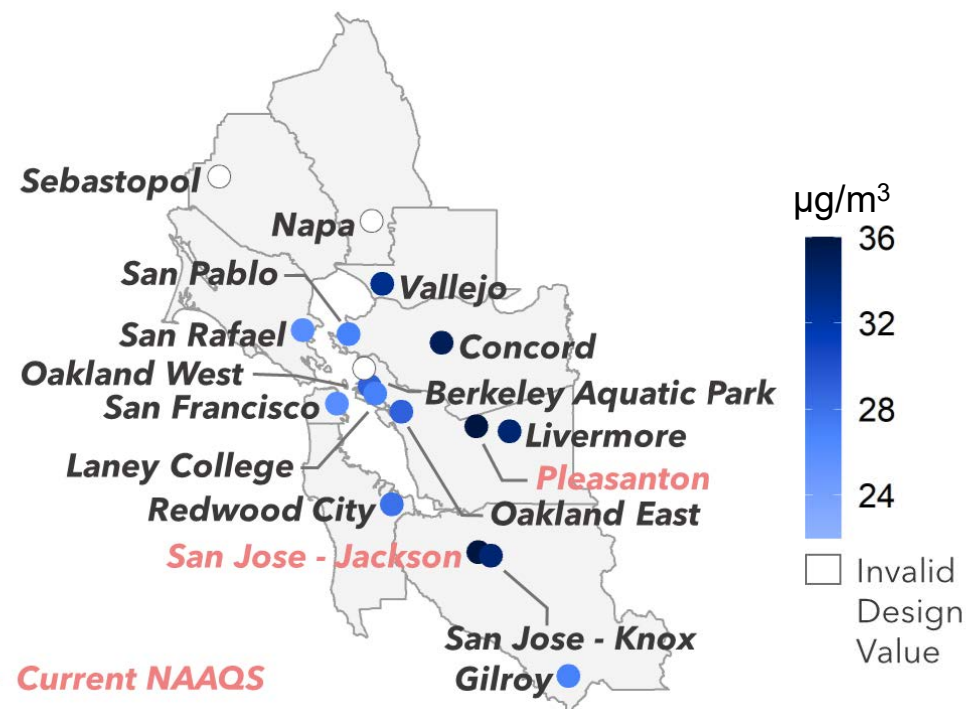 Sebastopol
Napa
San Pablo
Vallejo
San Rafael
Concord
Oakland West
Berkeley Aquatic Park
San Francisco
Livermore
Laney College
Pleasanton
Redwood City
Oakland East
San Jose - Jackson
San Jose - Knox
Gilroy
Current NAAQS
µg/m³
36
32
28
24
Invalid
Design
Value